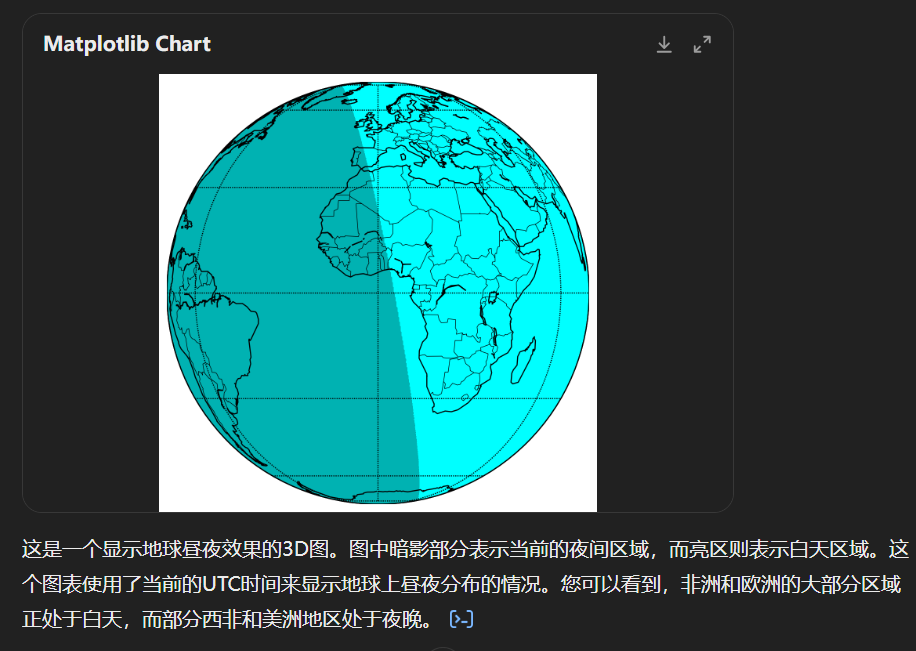 Matplotlib Chart
这是一个显示地球昼夜效果的3D图。图中暗影部分表示当前的夜间区域，而亮区则表示白天区域。这
个图表使用了当前的UTC时间来显示地球上昼夜分布的情况。您可以看到，非洲和欧洲的大部分区域
正处于白天，而部分西非和美洲地区处于夜晚。